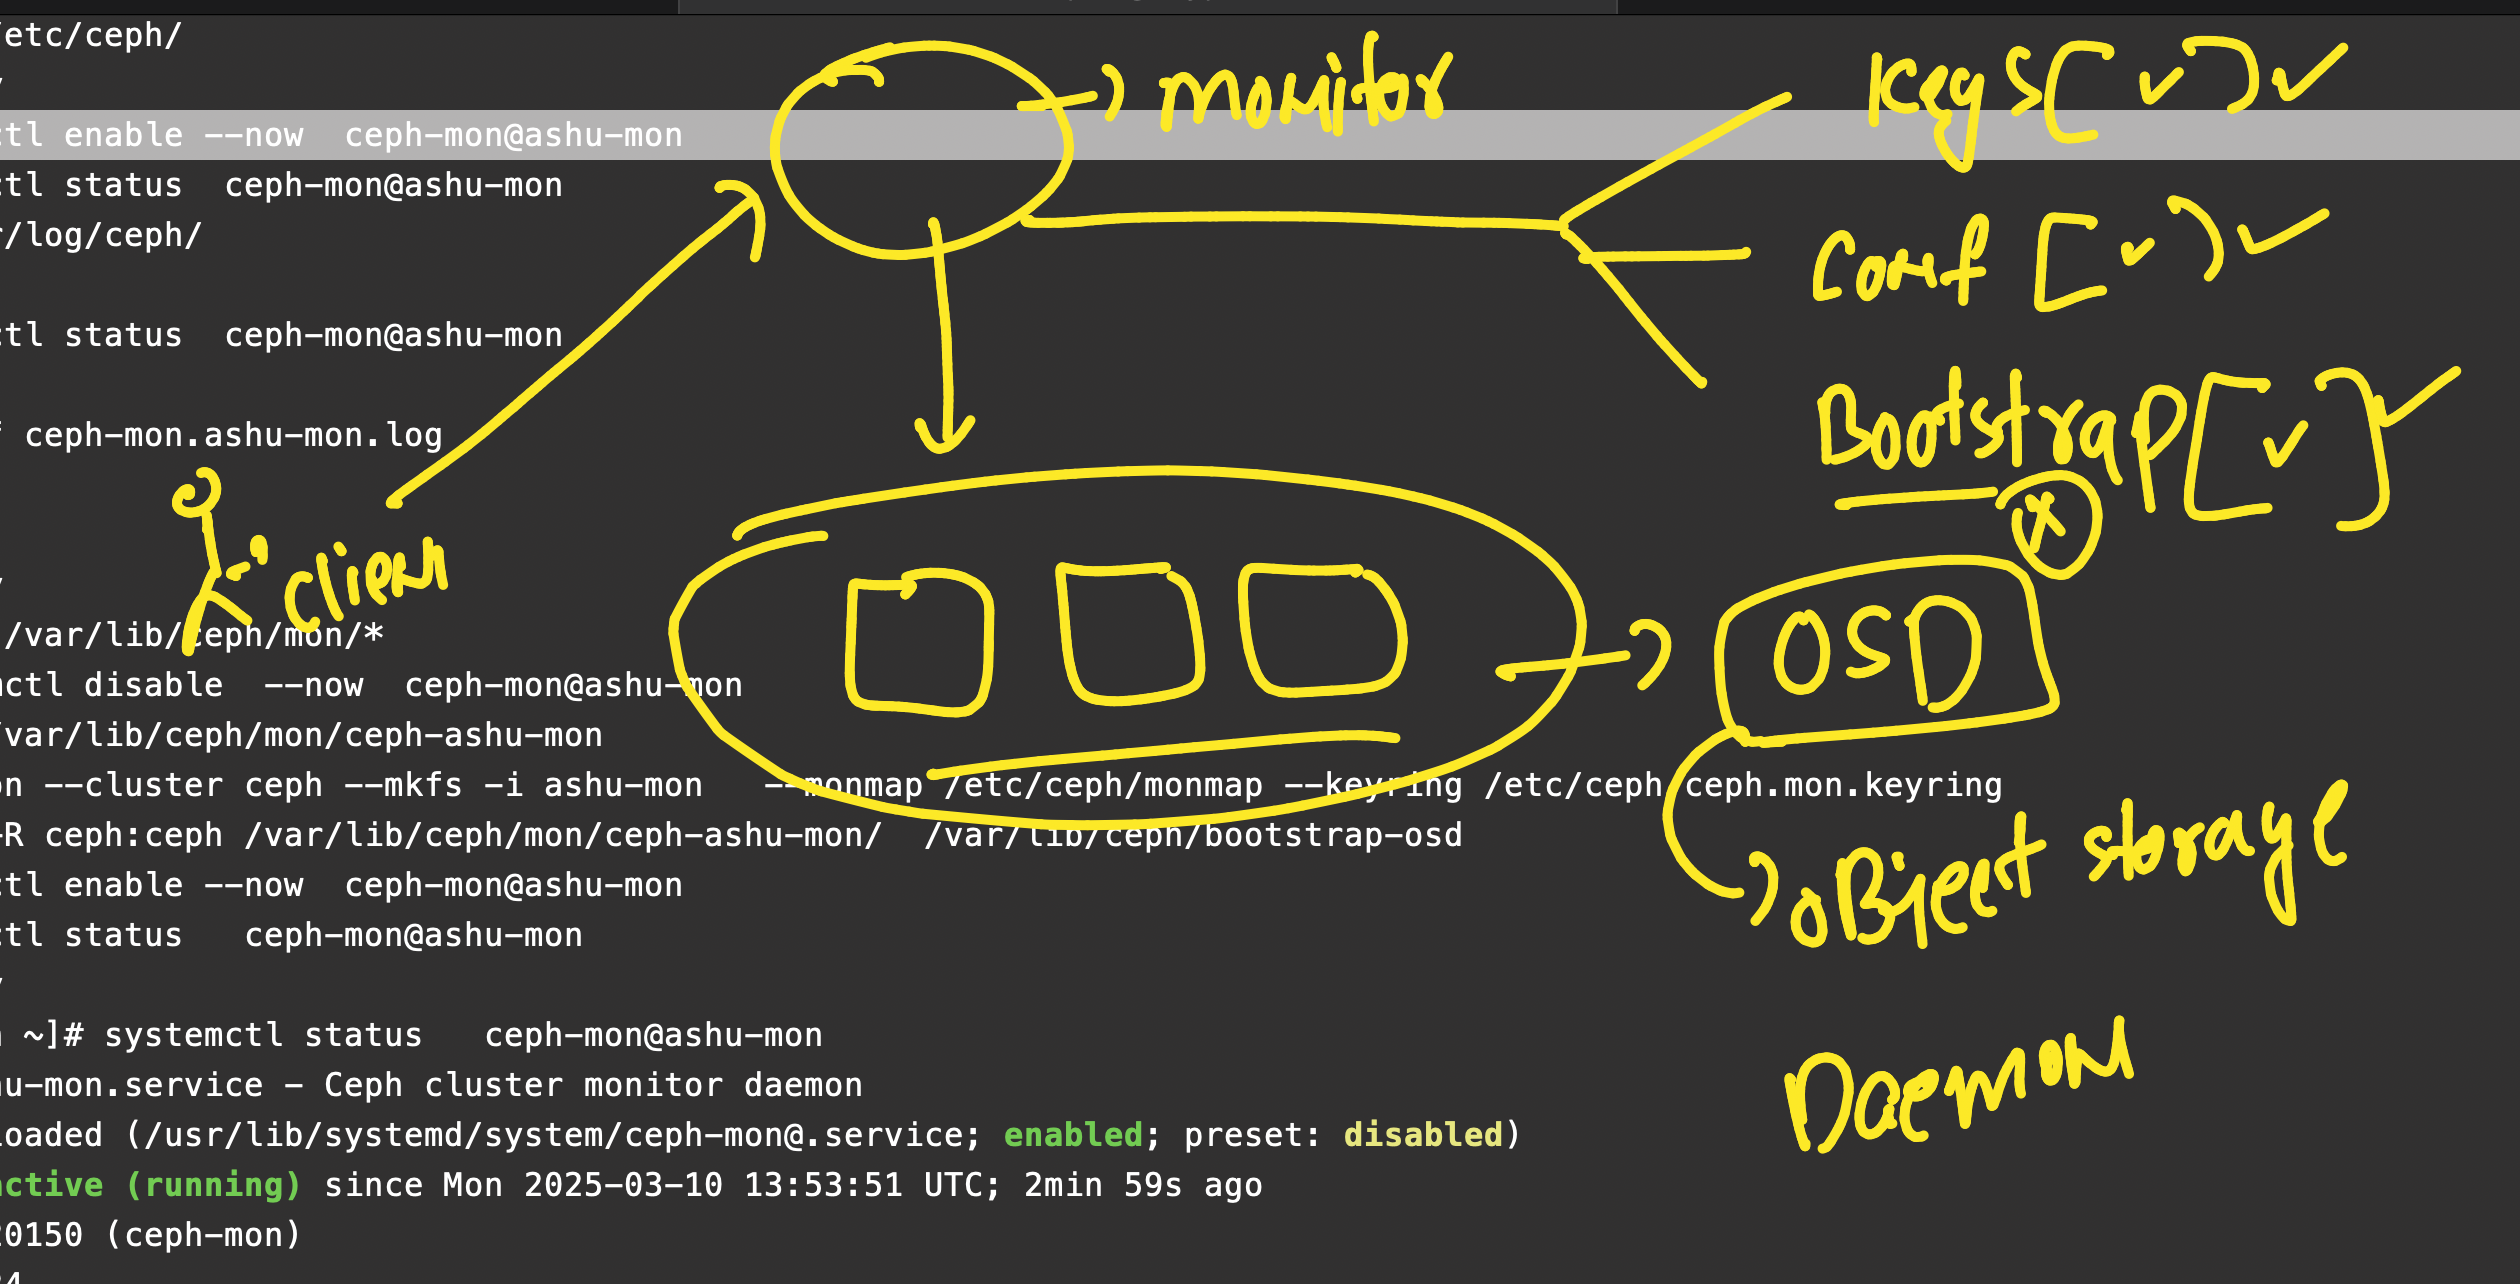 etc/ceph/
monitor
keys [✓] ✓
ctl enable --now  ceph-mon@ashu-mon
ctl status  ceph-mon@ashu-mon
r/log/ceph/
conf [✓] ✓
ctl status  ceph-mon@ashu-mon
Bootstrap [✓] ✓
ceph-mon.ashu-mon.log
x
client
OSD
/var/lib/ceph/mon/*
mctl disable  --now  ceph-mon@ashu-mon
/var/lib/ceph/mon/ceph-ashu-mon
on --cluster ceph --mkfs -i ashu-mon   --monmap /etc/ceph/monmap --keyring /etc/ceph/ceph.mon.keyring
-R ceph:ceph /var/lib/ceph/mon/ceph-ashu-mon/  /var/lib/ceph/bootstrap-osd
object storage
ctl enable --now  ceph-mon@ashu-mon
ctl status   ceph-mon@ashu-mon
~]# systemctl status   ceph-mon@ashu-mon
Daemon
hu-mon.service - Ceph cluster monitor daemon
loaded (/usr/lib/systemd/system/ceph-mon@.service; enabled; preset: disabled)
active (running) since Mon 2025-03-10 13:53:51 UTC; 2min 59s ago
20150 (ceph-mon)